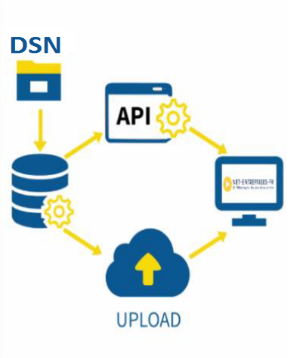 DSN
API
NET-ENTREPRISES.FR
UPLOAD